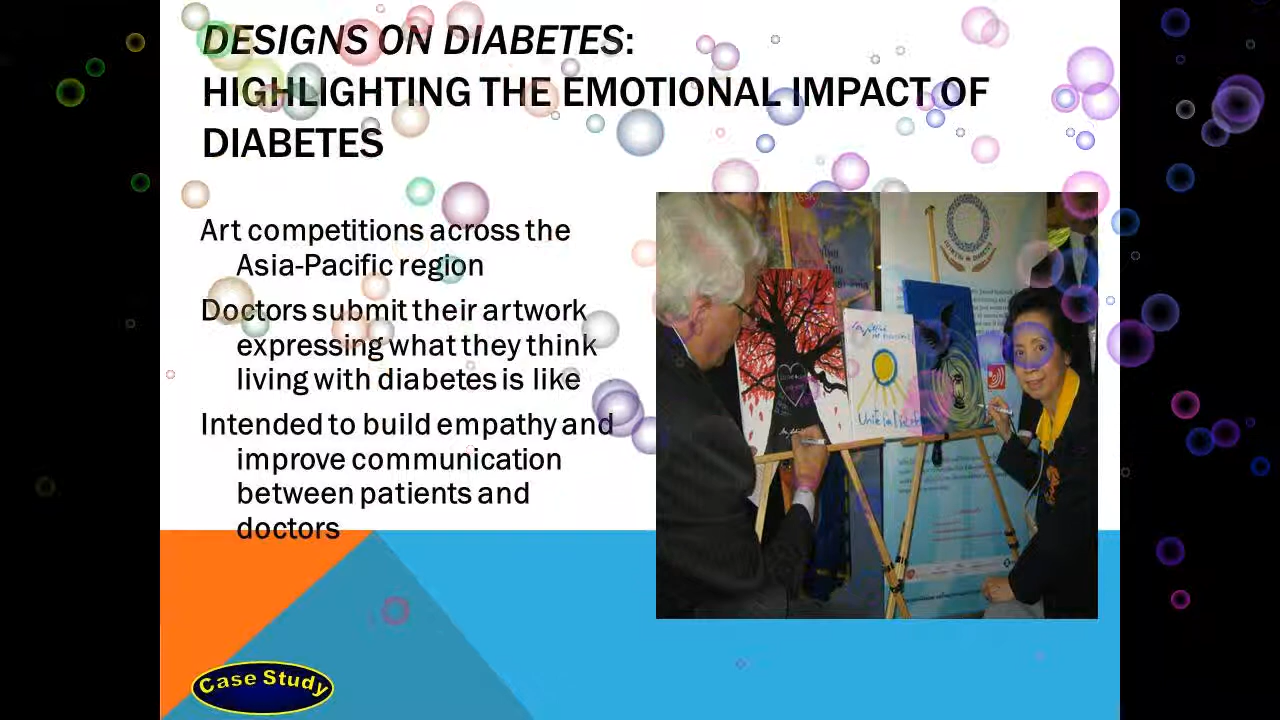 DESIGNS ON DIABETES:
HIGHLIGHTING THE EMOTIONAL IMPACT OF
DIABETES
Art competitions across the
Asia-Pacific region
Doctors submit their artwork
expressing what they think
living with diabetes is like
Intended to build empathy and
improve communication
between patients and
doctors
Case Study